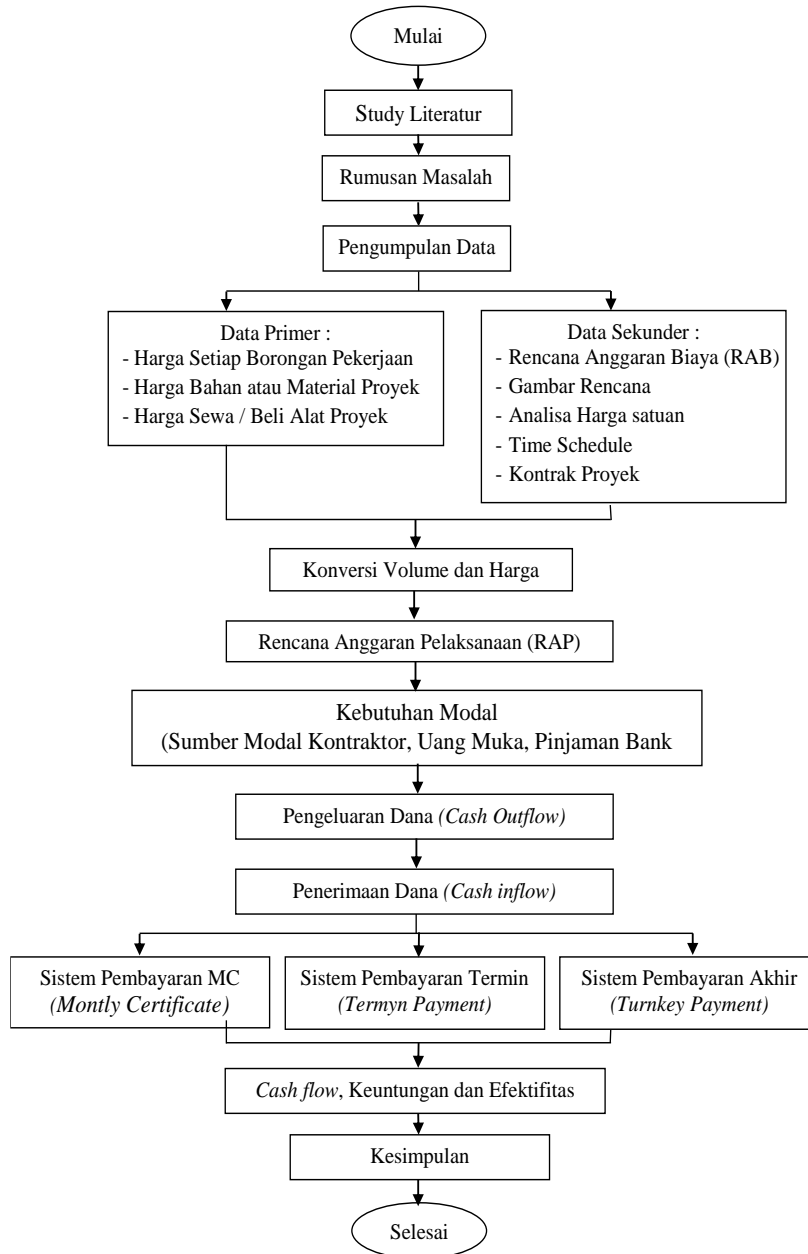 Mulai
Study Literatur
Rumusan Masalah
Pengumpulan Data
Data Primer :
- Harga Setiap Borongan Pekerjaan
- Harga Bahan atau Material Proyek
- Harga Sewa / Beli Alat Proyek
Data Sekunder :
- Rencana Anggaran Biaya (RAB)
- Gambar Rencana
- Analisa Harga satuan
- Time Schedule
- Kontrak Proyek
Konversi Volume dan Harga
Rencana Anggaran Pelaksanaan (RAP)
Kebutuhan Modal
(Sumber Modal Kontraktor, Uang Muka, Pinjaman Bank
Pengeluaran Dana (Cash Outflow)
Penerimaan Dana (Cash inflow)
Sistem Pembayaran MC
(Montly Certificate)
Sistem Pembayaran Termin
(Termyn Payment)
Sistem Pembayaran Akhir
(Turnkey Payment)
Cash flow, Keuntungan dan Efektifitas
Kesimpulan
Selesai